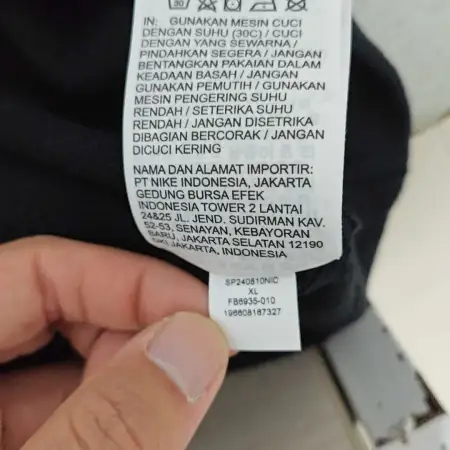 30
IN: GUNAKAN MESIN CUCI
DENGAN SUHU (30C) / CUCI
DENGAN YANG SEWARNA /
PINDAHKAN SEGERA / JANGAN
BENTANGKAN PAKAIAN DALAM
KEADAAN BASAH / JANGAN
GUNAKAN PEMUTIH / GUNAKAN
MESIN PENGERING SUHU
RENDAH / SETERIKA SUHU
RENDAH / JANGAN DISETRIKA
DIBAGIAN BERCORAK / JANGAN
DICUCI KERING
NAMA DAN ALAMAT IMPORTIR:
PT NIKE INDONESIA, JAKARTA
GEDUNG BURSA EFEK
INDONESIA TOWER 2 LANTAI
24&25 JL. JEND. SUDIRMAN KAV.
52-53, SENAYAN, KEBAYORAN
BARU, JAKARTA SELATAN 12190
DKI JAKARTA, INDONESIA
SP240810NIC
XL
FB6935-010
196608187327